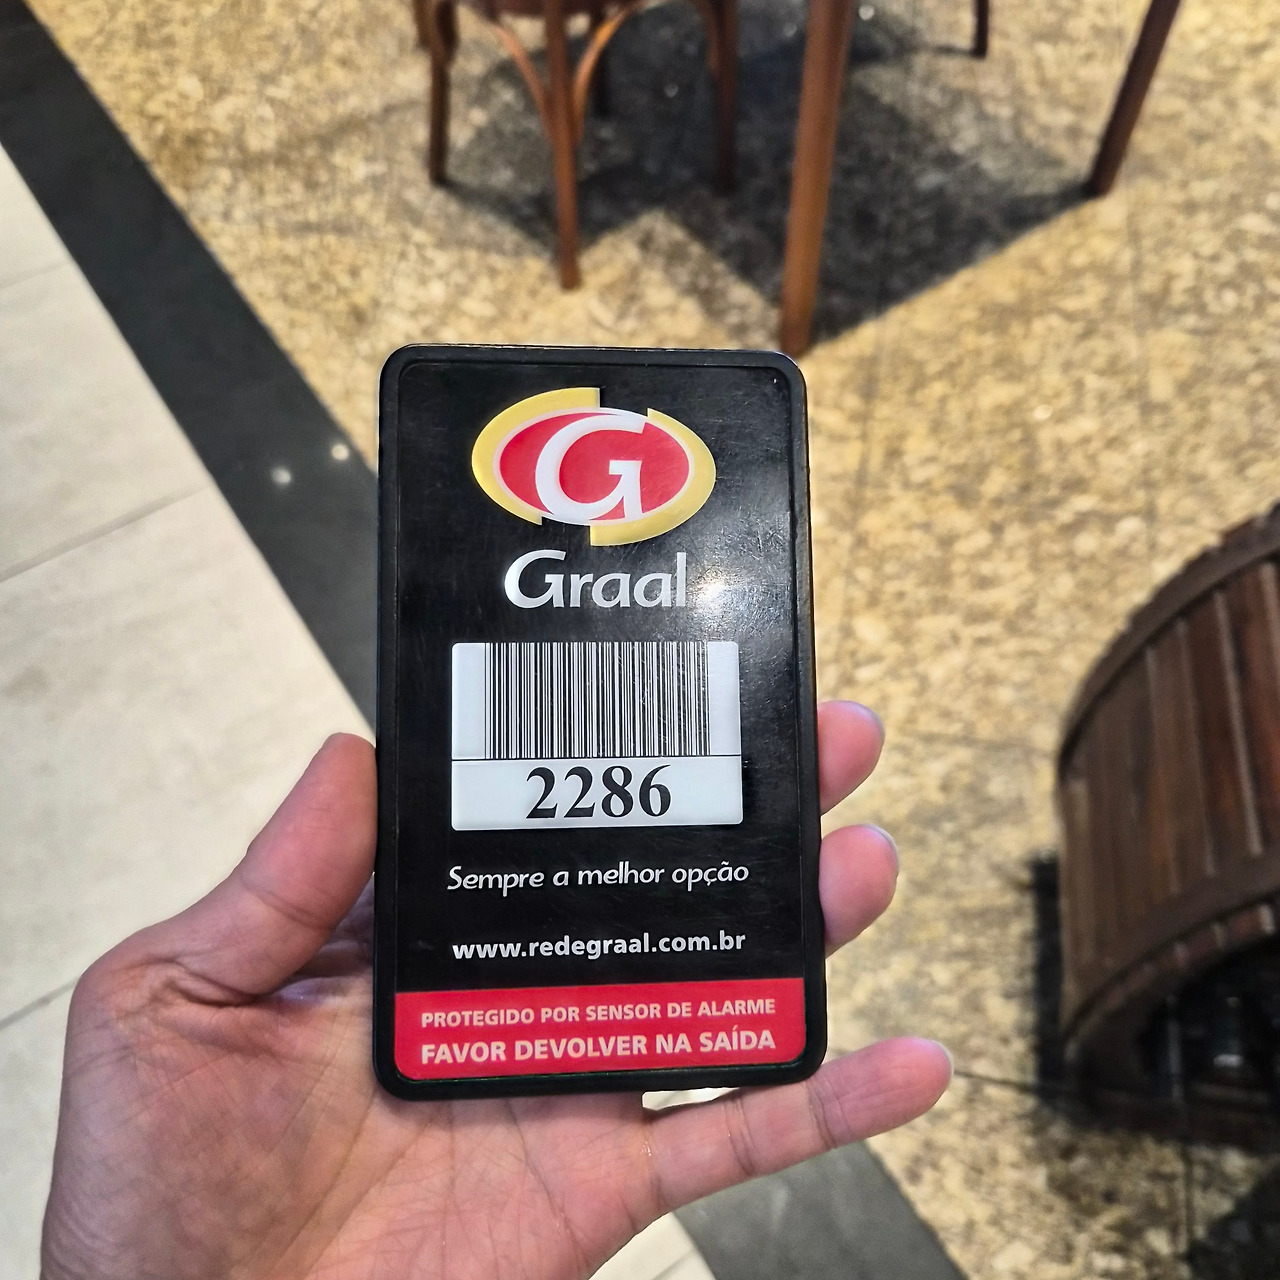 G
Graal
2286
Sempre a melhor opção
www.redegraal.com.br
PROTEGIDO POR SENSOR DE ALARME
FAVOR DEVOLVER NA SAÍDA